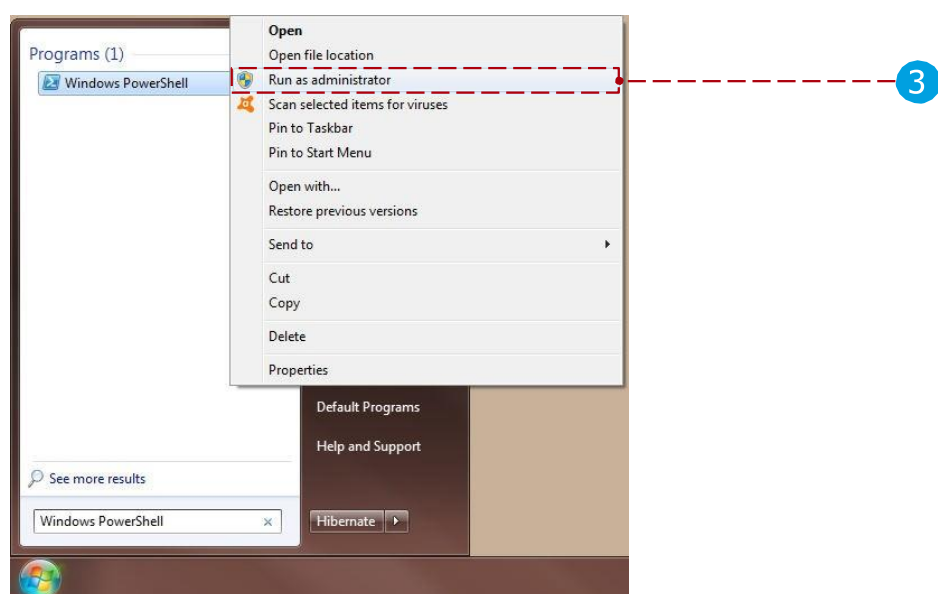 Programs (1)
Windows PowerShell
Open
Open file location
Run as administrator
Scan selected items for viruses
Pin to Taskbar
Pin to Start Menu
Open with...
Restore previous versions
Send to
Cut
Copy
Delete
Properties
3
Default Programs
Help and Support
See more results
Windows PowerShell
Hibernate